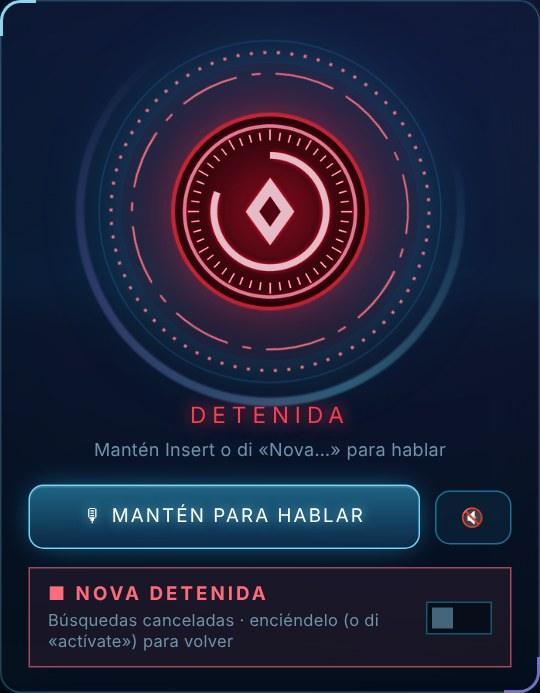 DETENIDA
Mantén Insert o di «Nova...» para hablar
MANTÉN PARA HABLAR
NOVA DETENIDA
Búsquedas canceladas · enciéndelo (o di
«actívate») para volver